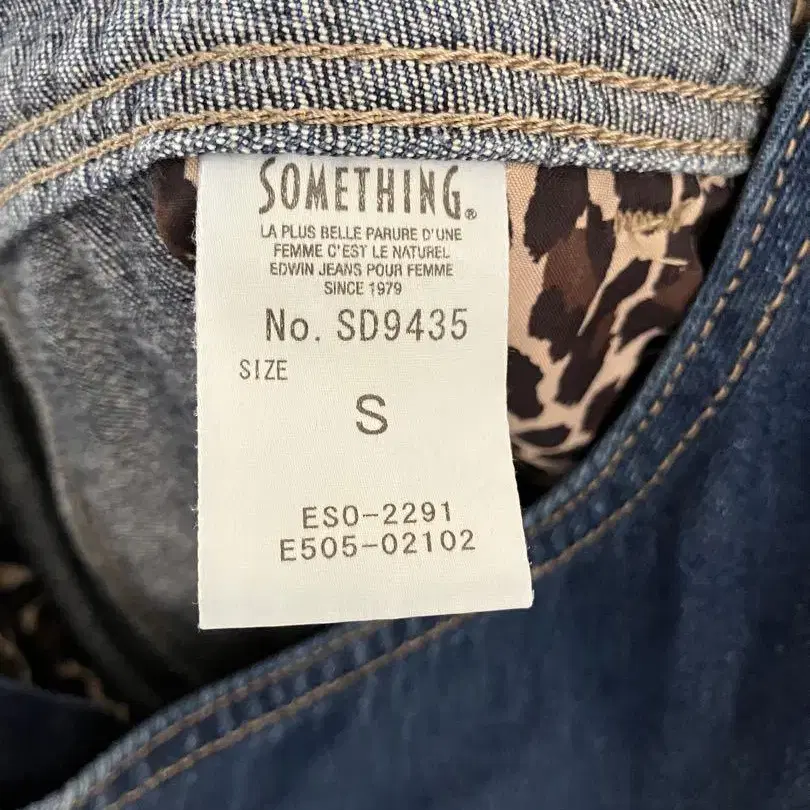 SOMETHING®
LA PLUS BELLE PARURE D'UNE
FEMME C'EST LE NATUREL
EDWIN JEANS POUR FEMME
SINCE 1979
No. SD9435
SIZE
S
ESO-2291
E505-02102